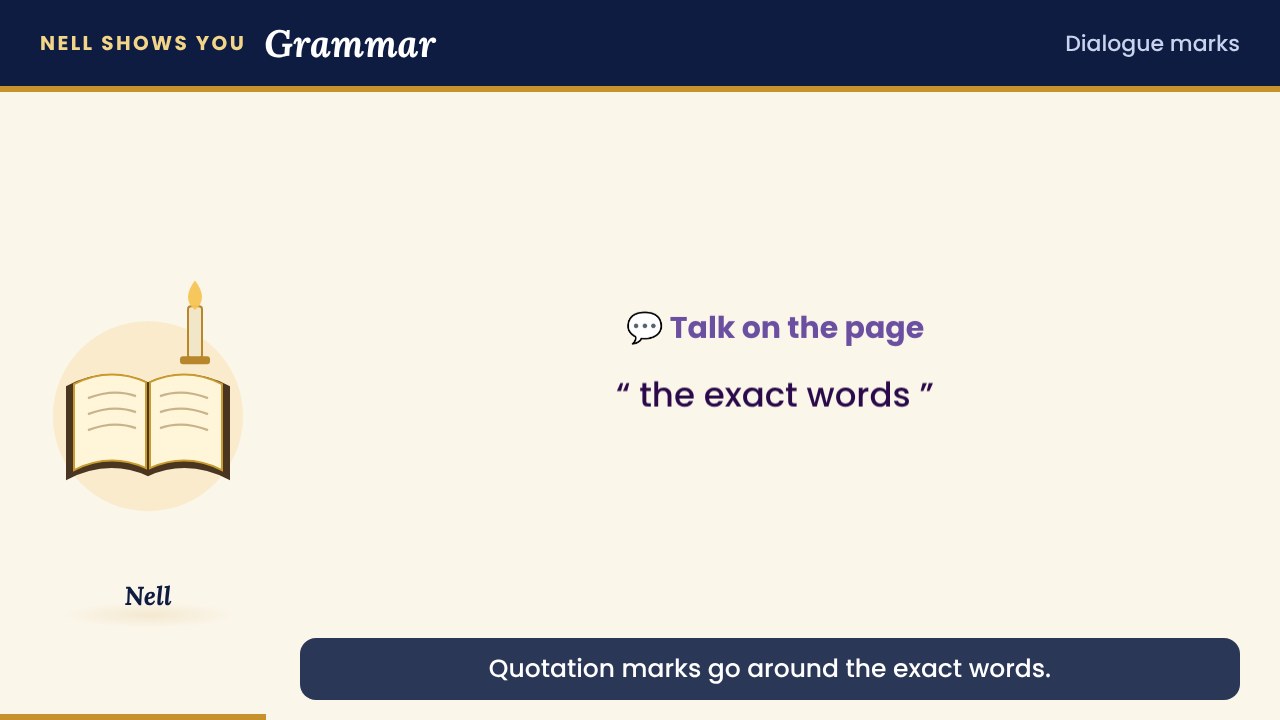 NELL SHOWS YOU Grammar
Dialogue marks
💬 Talk on the page
“ the exact words ”
Nell
Quotation marks go around the exact words.